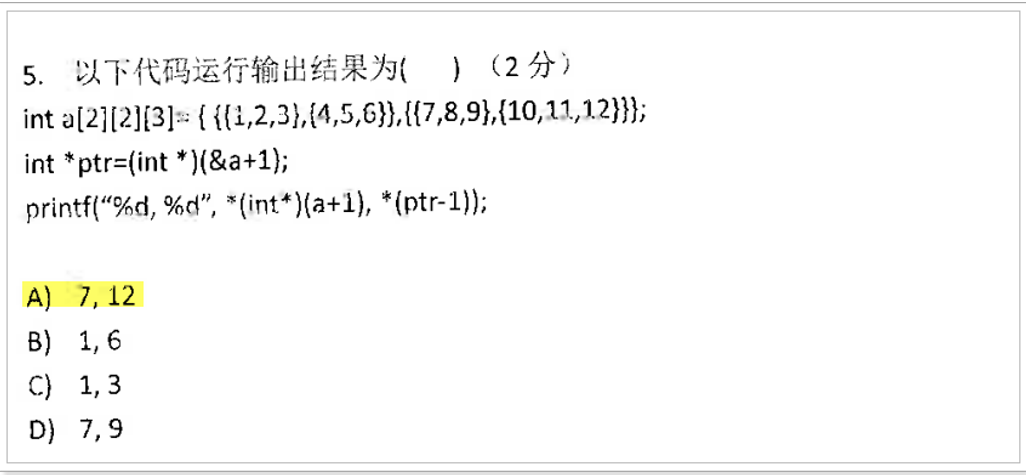 5. 以下代码运行输出结果为( ) （2 分）
int a[2][2][3]= { {{1,2,3},{4,5,6}},{{7,8,9},{10,11,12}}};
int *ptr=(int *)(&a+1);
printf(“%d, %d”, *(int*)(a+1), *(ptr-1));
A) 7, 12
B) 1, 6
C) 1, 3
D) 7, 9